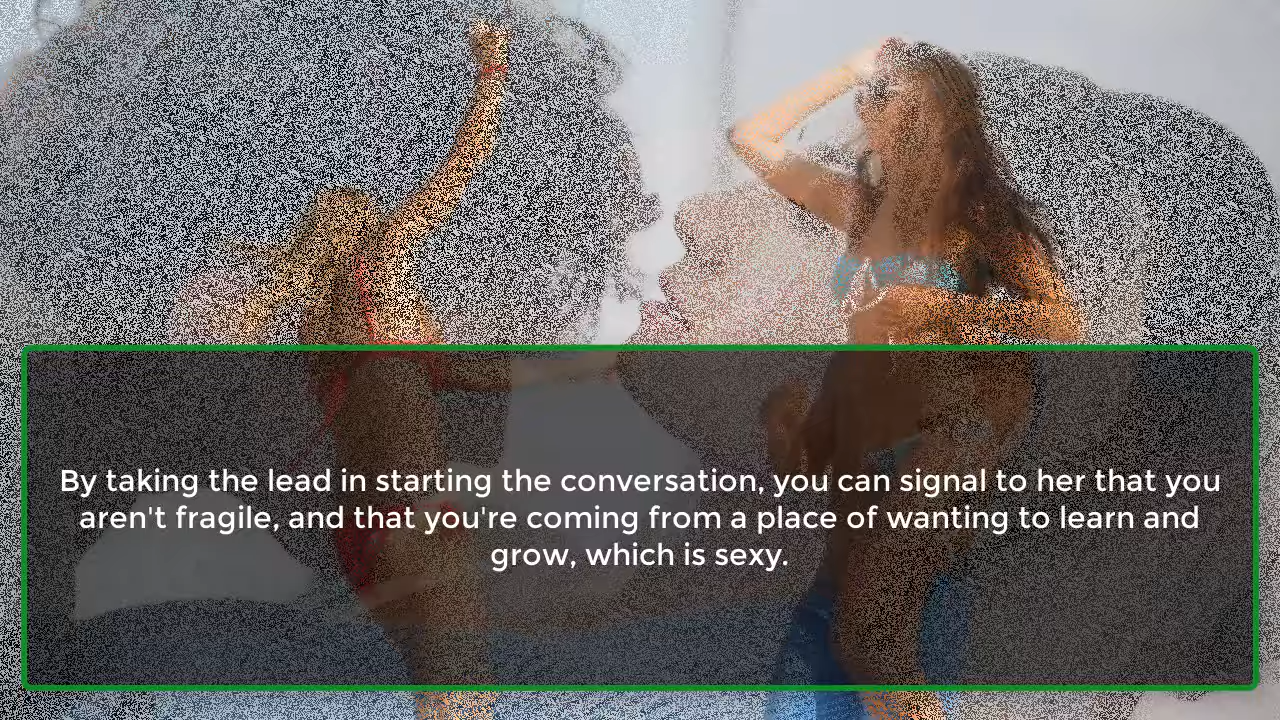 By taking the lead in starting the conversation, you can signal to her that you
aren't fragile, and that you're coming from a place of wanting to learn and
grow, which is sexy.